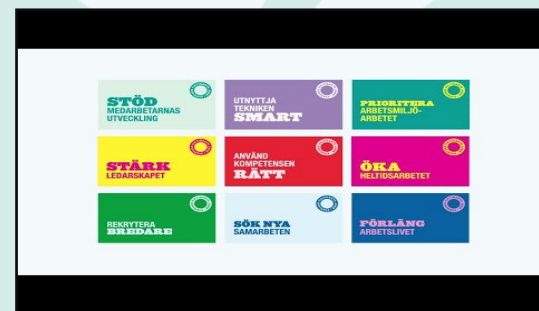 STÖD
MEDARBETARNAS
UTVECKLING
UTNYTTJA
TEKNIKEN
SMART
PRIORITERA
ARBETSMILJÖ-
ARBETET
STÄRK
LEDARSKAPET
ANVÄND
KOMPETENSEN
RÄTT
ÖKA
HELTIDSARBETET
REKRYTERA
BREDARE
SÖK NYA
SAMARBETEN
FÖRLÄNG
ARBETSLIVET